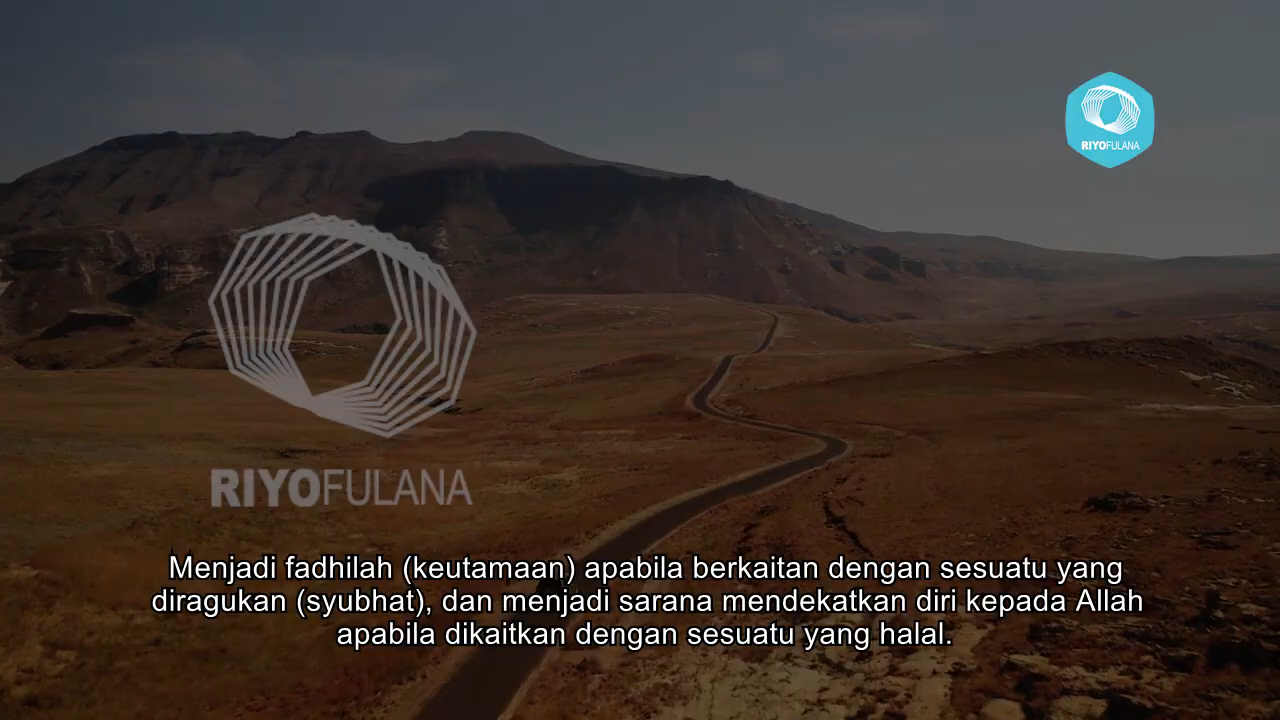 RIYOFULANA
RIYOFULANA
Menjadi fadhilah (keutamaan) apabila berkaitan dengan sesuatu yang
diragukan (syubhat), dan menjadi sarana mendekatkan diri kepada Allah
apabila dikaitkan dengan sesuatu yang halal.